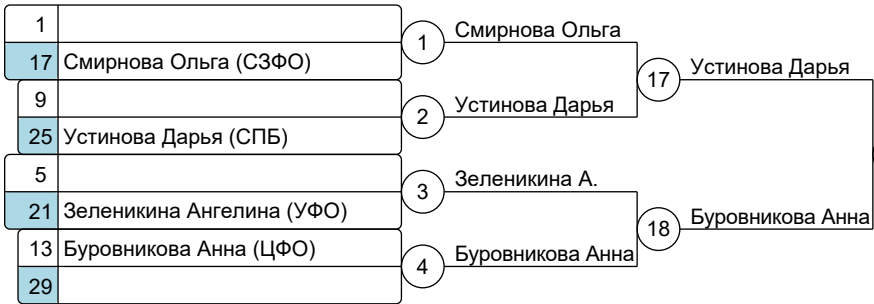 1
17 Смирнова Ольга (СЗФО)
9
25 Устинова Дарья (СПБ)
5
21 Зеленикина Ангелина (УФО)
13 Буровникова Анна (ЦФО)
29
1
2
3
4
Смирнова Ольга
Устинова Дарья
Зеленикина А.
Буровникова Анна
17
18
Устинова Дарья
Буровникова Анна